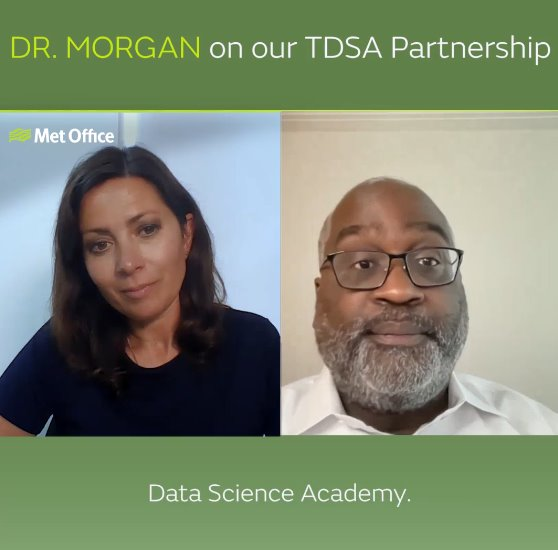 DR. MORGAN on our TDSA Partnership
Met Office
Data Science Academy.